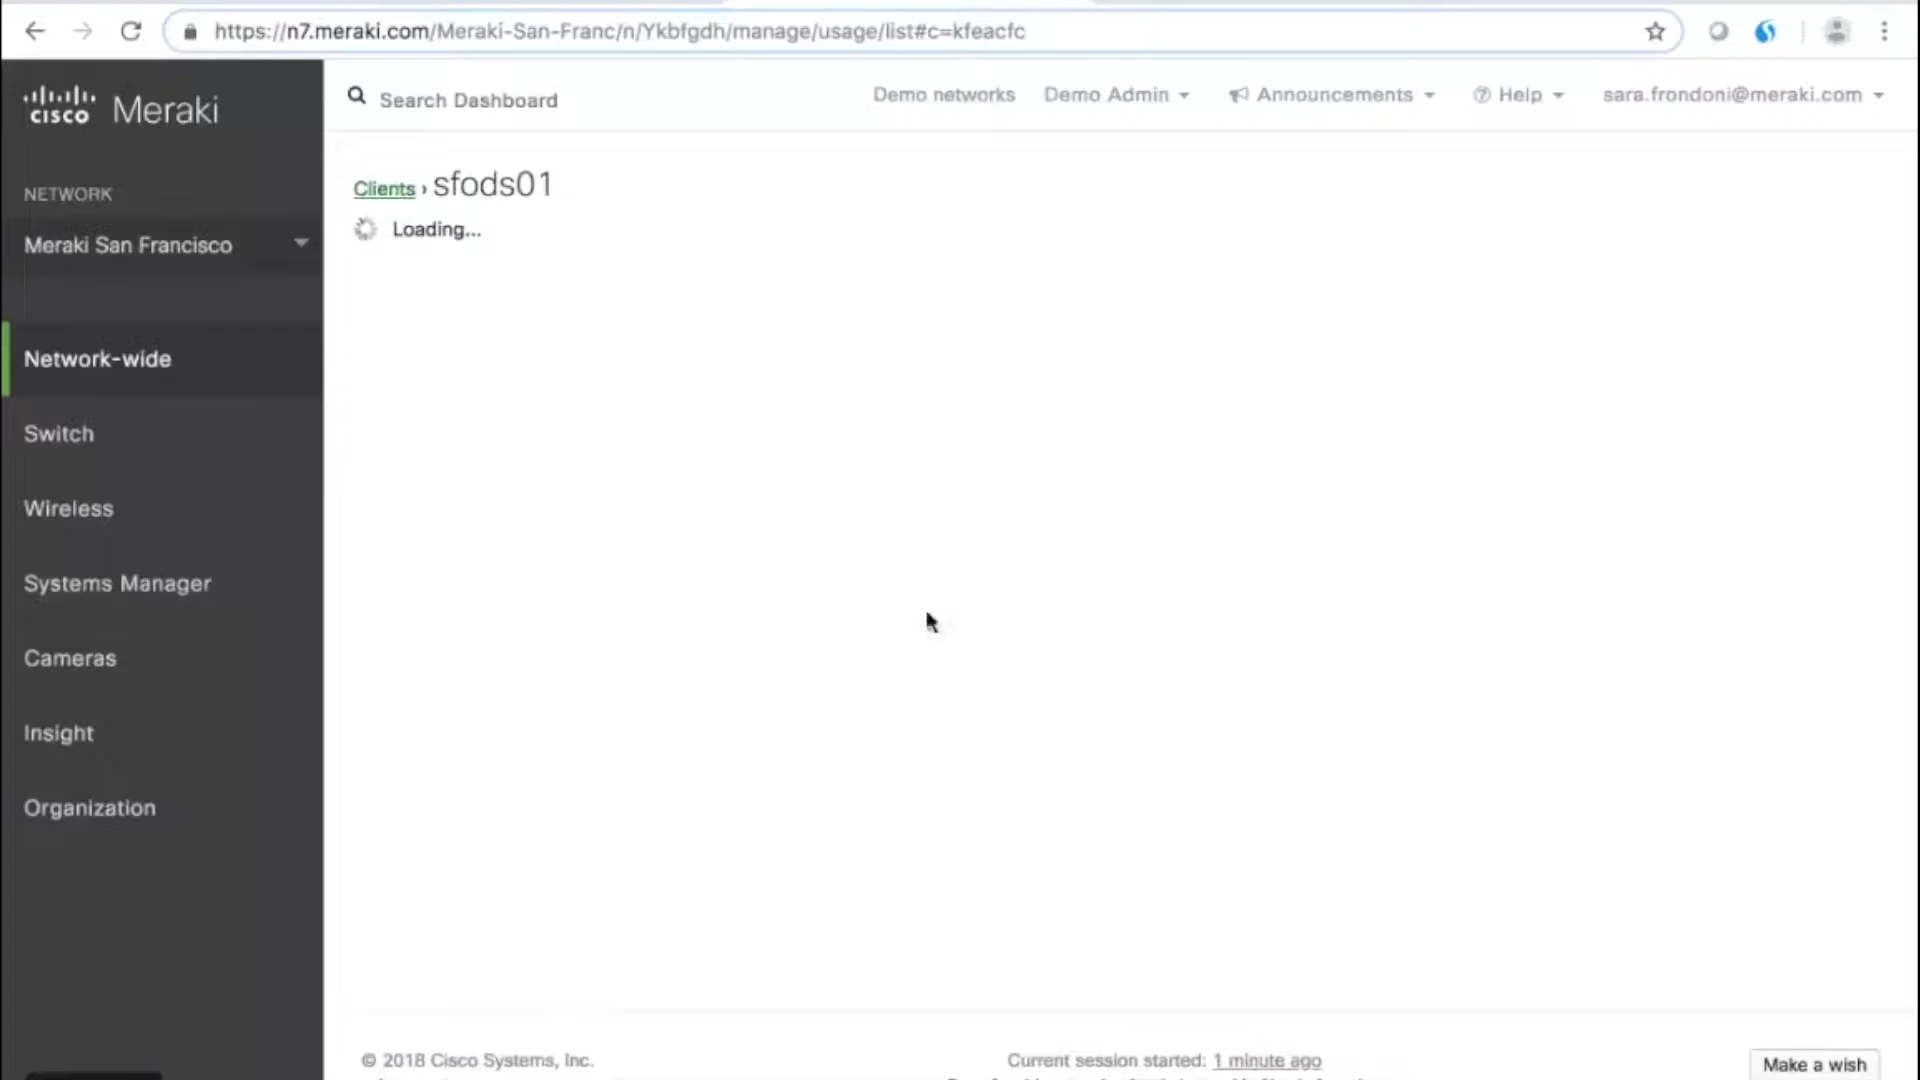 https://n7.meraki.com/Meraki-San-Franc/n/Ykbfgdh/manage/usage/list#c=kfeacfc
cisco Meraki
Search Dashboard
Demo networks
Demo Admin
Announcements
Help
sara.frondoni@meraki.com
NETWORK
Meraki San Francisco
Network-wide
Switch
Wireless
Systems Manager
Cameras
Insight
Organization
Clients › sfods01
Loading...
© 2018 Cisco Systems, Inc.
Current session started: 1 minute ago
Make a wish